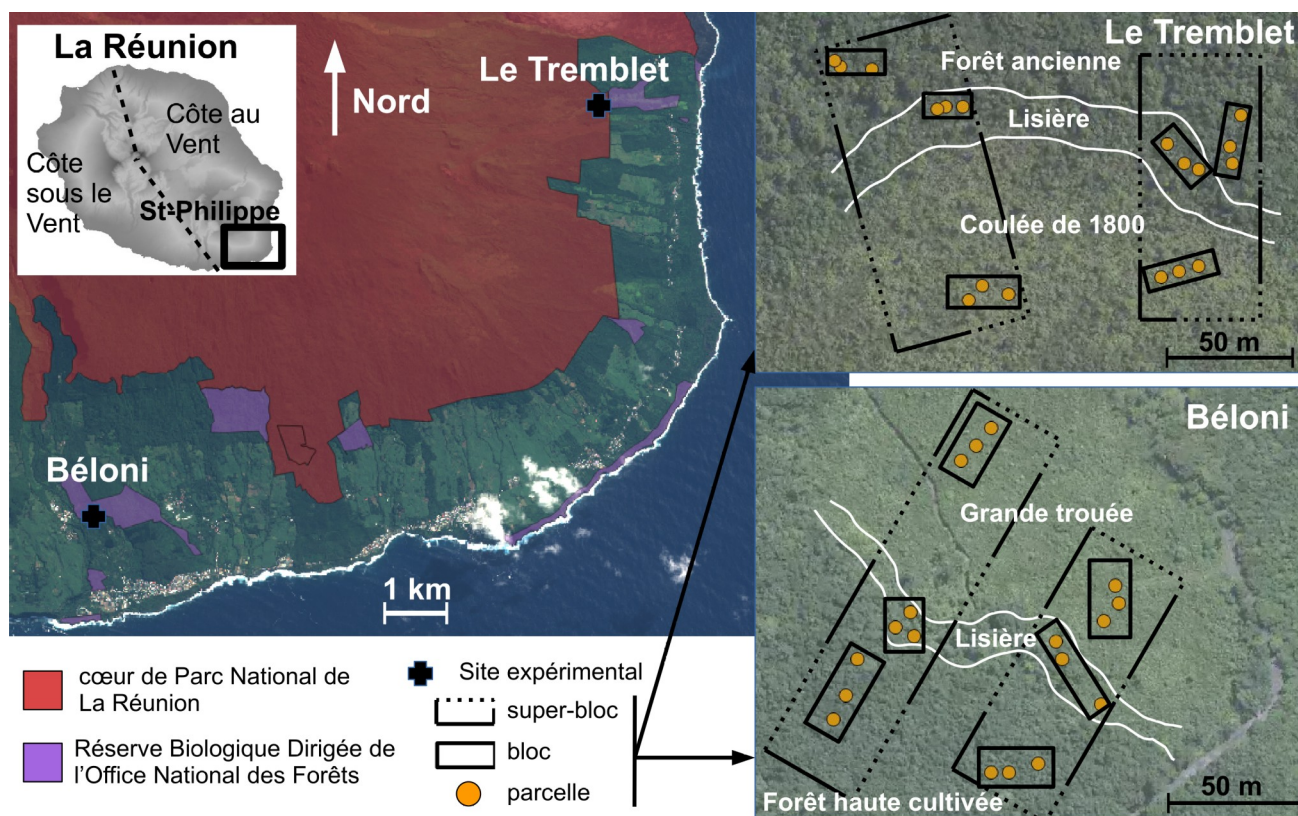 La Réunion
Côte au
Vent
Côte
sous le
Vent
St-Philippe
Nord
Le Tremblet
Béloni
1 km
Le Tremblet
Forêt ancienne
Lisière
Coulée de 1800
50 m
Béloni
Grande trouée
Lisière
Forêt haute cultivée
50 m
cœur de Parc National de
La Réunion
Réserve Biologique Dirigée de
l'Office National des Forêts
Site expérimental
super-bloc
bloc
parcelle